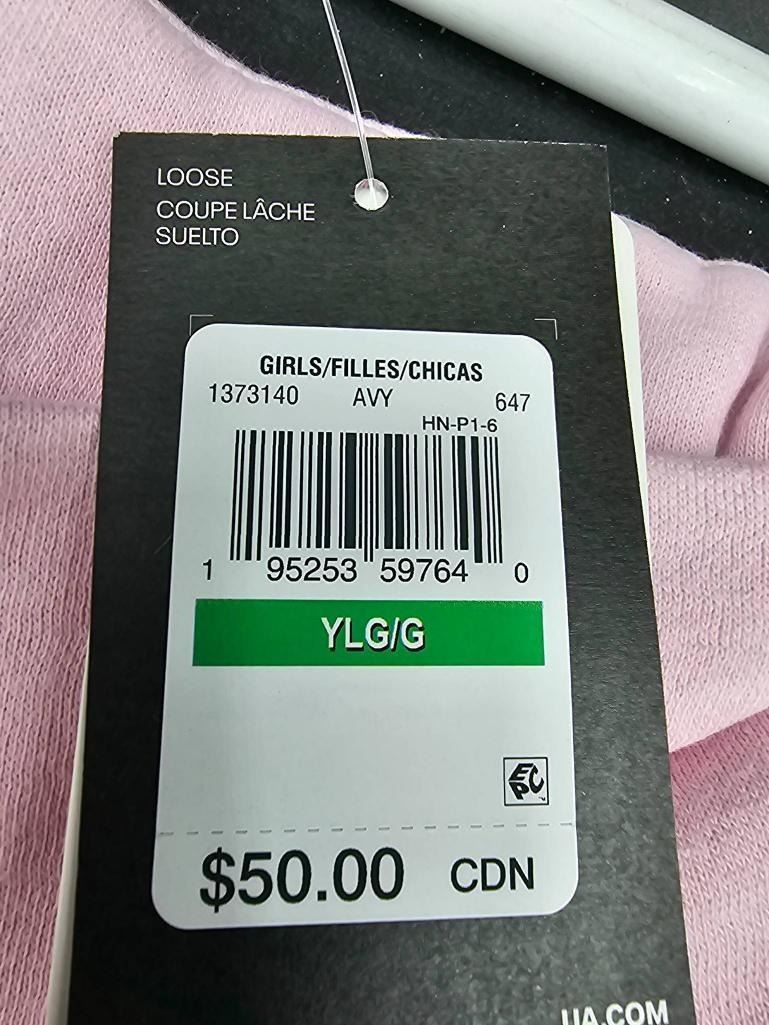 LOOSE
COUPE LÂCHE
SUELTO
GIRLS/FILLES/CHICAS
1373140 AVY 647
HN-P1-6
1 95253 59764 0
YLG/G
EPC
$50.00 CDN
UA.COM